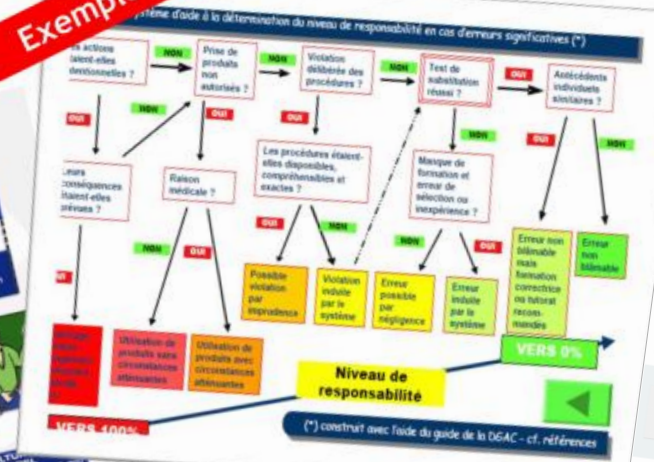 Exempl
système d'aide à la détermination du niveau de responsabilité en cas d'erreurs significatives (*)
actions
étaient-elles
intentionnelles ?
NON
Prise de
produits
non
autorisés ?
NON
Violation
délibérée des
procédures ?
NON
Test de
substitution
réussi ?
OUI
Antécédents
individuels
similaires ?
OUI
NON
OUI
OUI
NON
OUI
NON
Leurs
conséquences
étaient-elles
prévues ?
Raison
médicale ?
Les procédures étaient-
elles disponibles,
compréhensibles et
exactes ?
Manque de
formation et
erreur de
sélection ou
inexpérience ?
NON
OUI
OUI
NON
NON
OUI
Possible
violation
par
imprudence
Violation
induite
par le
système
Erreur
possible
par
négligence
Erreur
induite
par le
système
Erreur non
blâmable
mais
formation
correctrice
ou tutorat
recom-
mandés
Erreur
non
blâmable
Utilisation de
produits sans
circonstances
atténuantes
Utilisation de
produits avec
circonstances
atténuantes
VERS 0%
Niveau de
responsabilité
VERS 100%
(*) construit avec l'aide du guide de la DGAC - cf. références